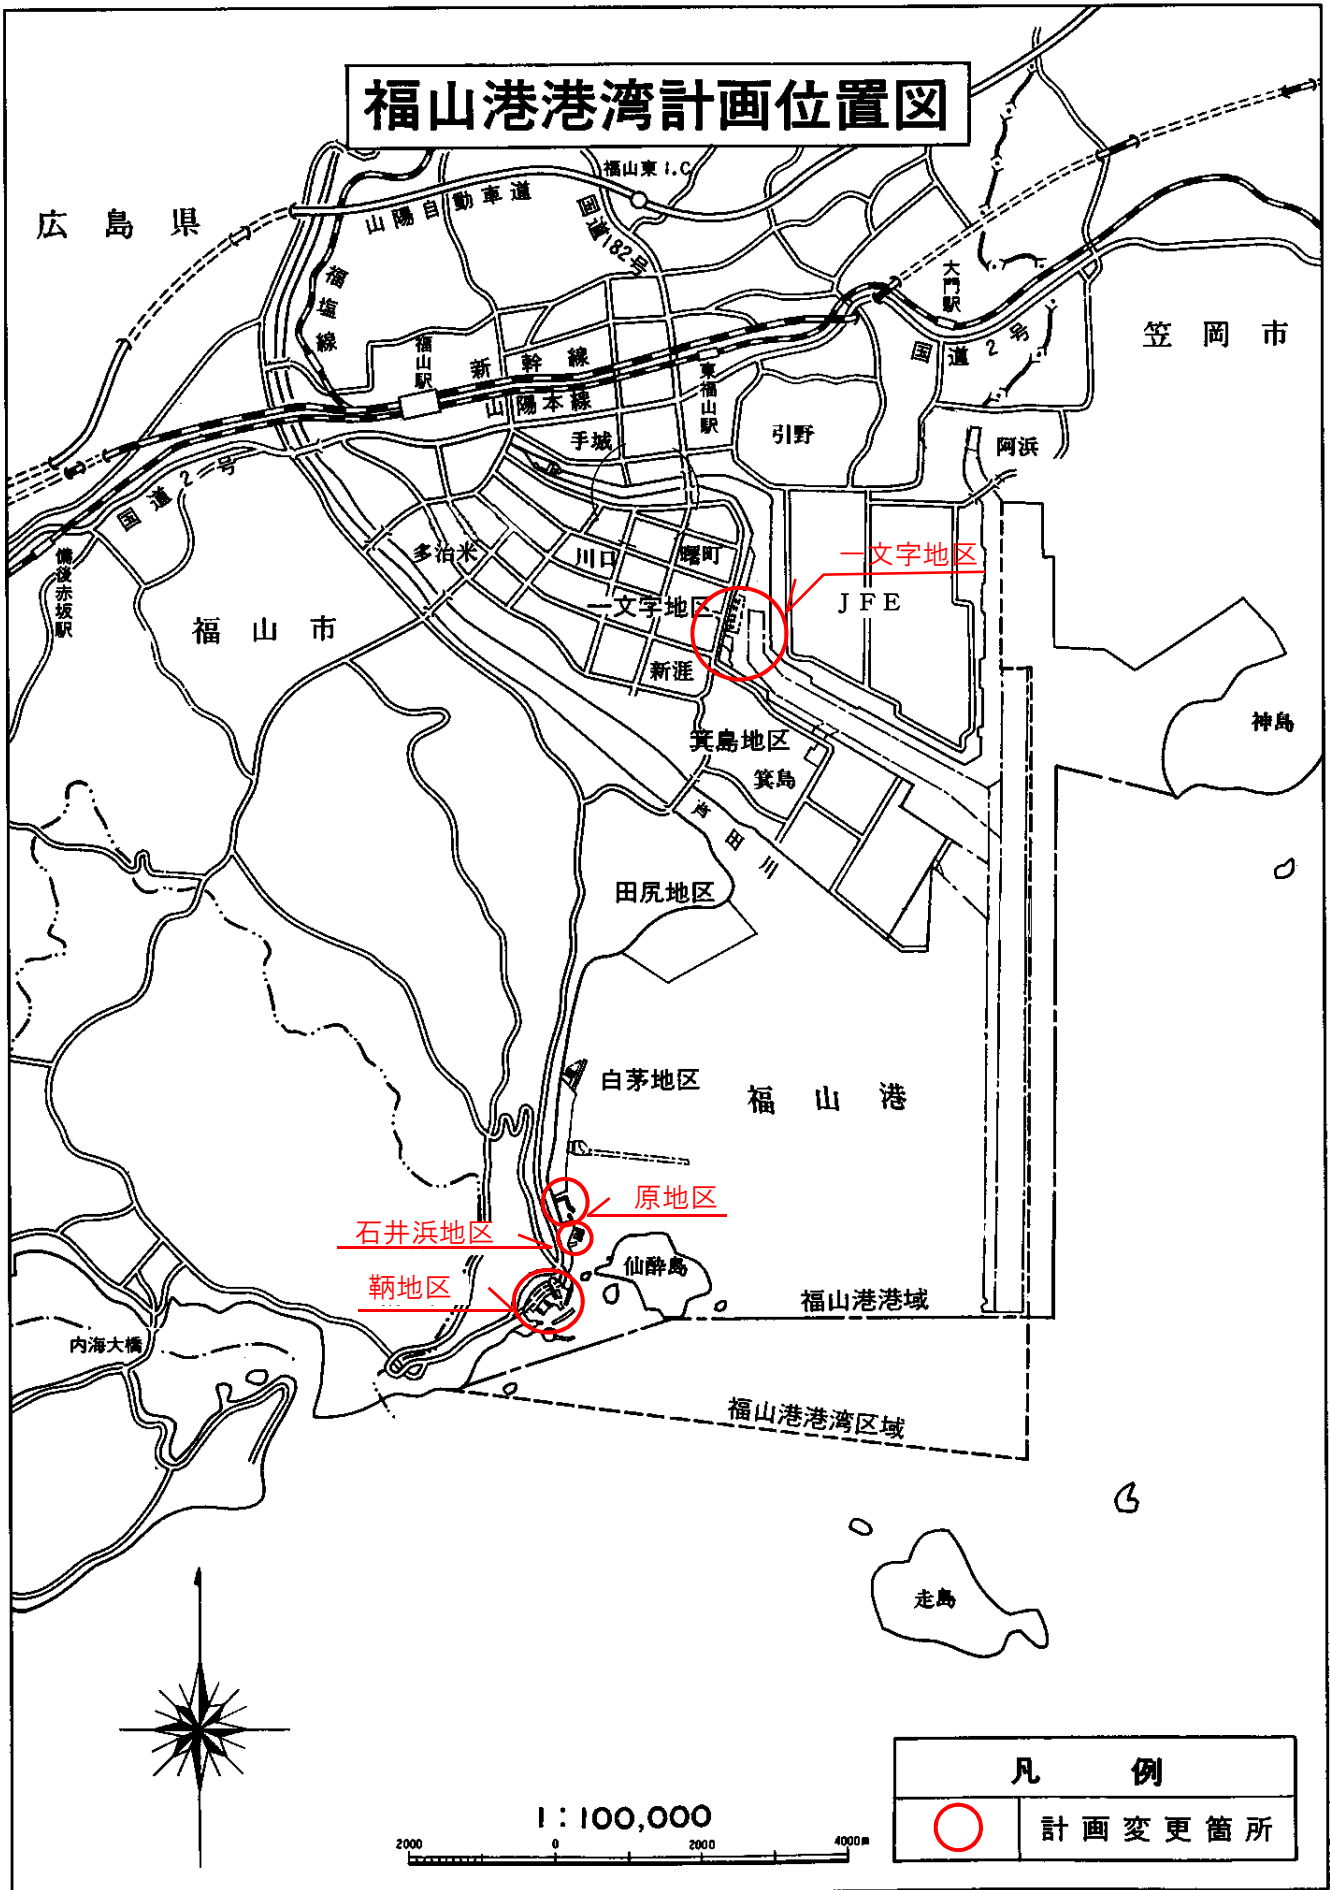 福山港港湾計画位置図
福山東I.C
広島県
山陽自動車道
国道182号
福塩線
大門駅
笠岡市
国道2号
福山駅
新幹線
山陽本線
東福山駅
手城
引野
阿浜
国道2号
備後赤坂駅
多治米
川口
曙町
一文字地区
JFE
一文字地区
福山市
新涯
箕島地区
神島
箕島
芦田川
田尻地区
白茅地区
福山港
原地区
石井浜地区
仙酔島
鞆地区
福山港港域
内海大橋
福山港港湾区域
走島
凡例
計画変更箇所
1:100,000
2000 0 2000 4000m